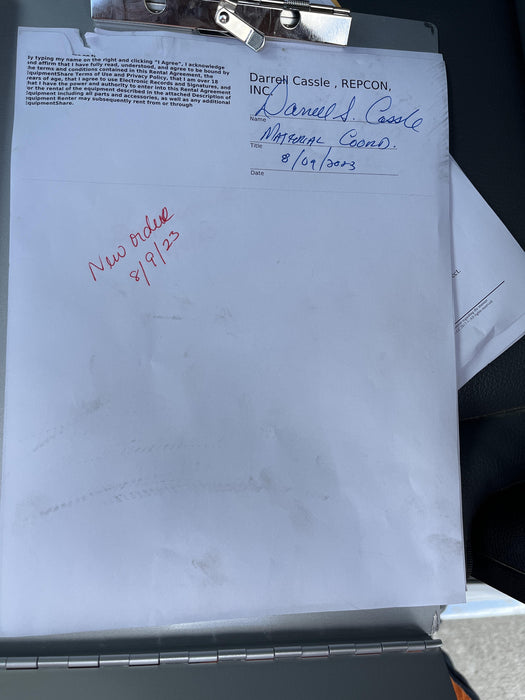 By typing my name on the right and clicking "I Agree", I acknowledge
and affirm that I have fully read, understood, and agree to be bound by
the terms and conditions contained in this Rental Agreement, the
EquipmentShare Terms of Use and Privacy Policy, that I am over 18
years of age, that I agree to use Electronic Records and Signatures, and
that I have the power and authority to enter into this Rental Agreement
for the rental of the equipment described in the attached Description of
Equipment including all parts and accessories, as well as any additional
equipment Renter may subsequently rent from or through
EquipmentShare.
Darrell Cassle , REPCON,
INC.
Darrell S. Cassle
Name
MATERIAL COORD.
Title
8/09/2023
Date
New order
8/9/23